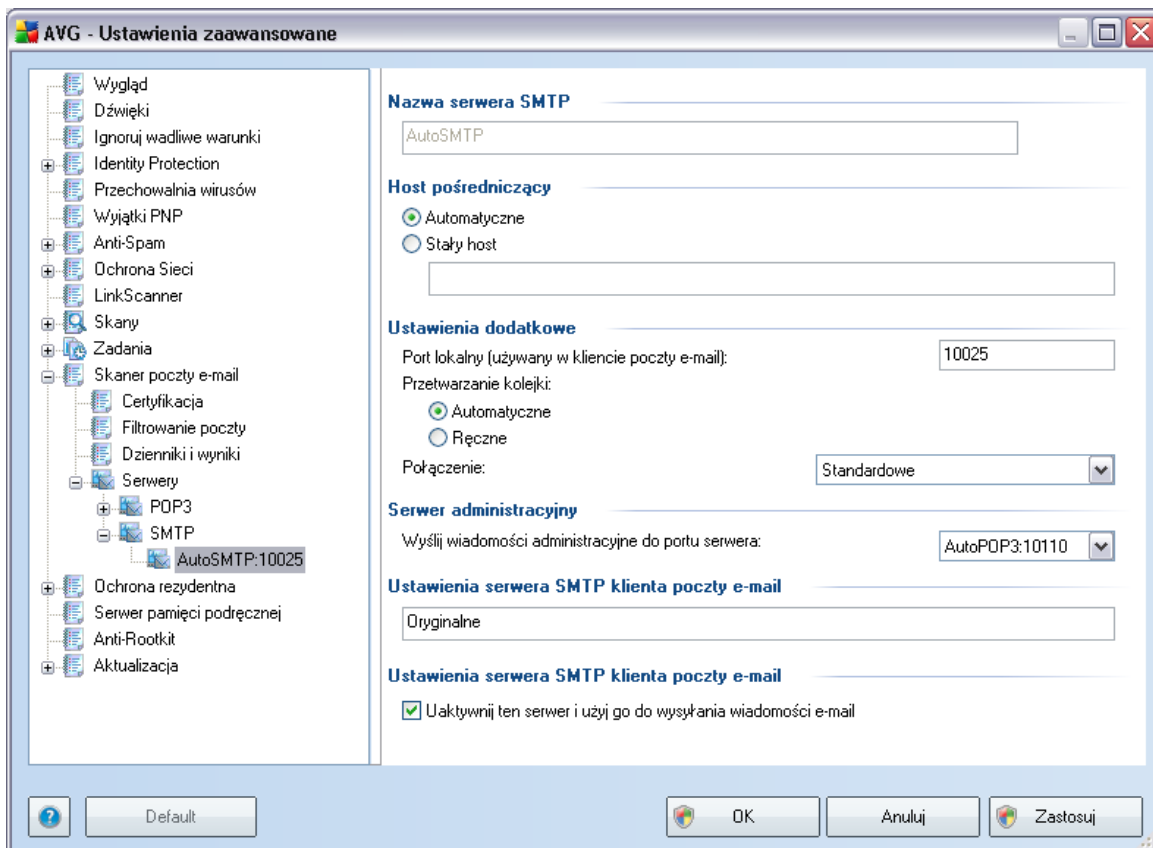 AVG - Ustawienia zaawansowane
Wygląd
Dźwięki
Ignoruj wadliwe warunki
Identity Protection
Przechowalnia wirusów
Wyjątki PNP
Anti-Spam
Ochrona Sieci
LinkScanner
Skany
Zadania
Skaner poczty e-mail
Certyfikacja
Filtrowanie poczty
Dzienniki i wyniki
Serwery
POP3
SMTP
AutoSMTP:10025
Ochrona rezydentna
Serwer pamięci podręcznej
Anti-Rootkit
Aktualizacja
Nazwa serwera SMTP
AutoSMTP
Host pośredniczący
Automatyczne
Stały host
Ustawienia dodatkowe
Port lokalny (używany w kliencie poczty e-mail): 10025
Przetwarzanie kolejki:
Automatyczne
Ręczne
Połączenie: Standardowe
Serwer administracyjny
Wyślij wiadomości administracyjne do portu serwera: AutoPOP3:10110
Ustawienia serwera SMTP klienta poczty e-mail
Oryginalne
Ustawienia serwera SMTP klienta poczty e-mail
Uaktywnij ten serwer i użyj go do wysyłania wiadomości e-mail
? Default OK Anuluj Zastosuj